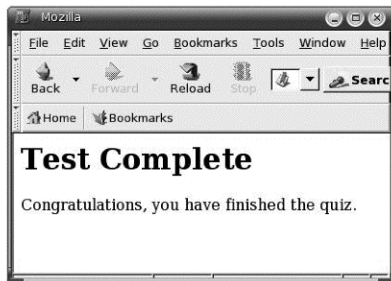 Mozilla
File Edit View Go Bookmarks Tools Window Help
Back Forward Reload Stop Searc
Home Bookmarks
Test Complete
Congratulations, you have finished the quiz.